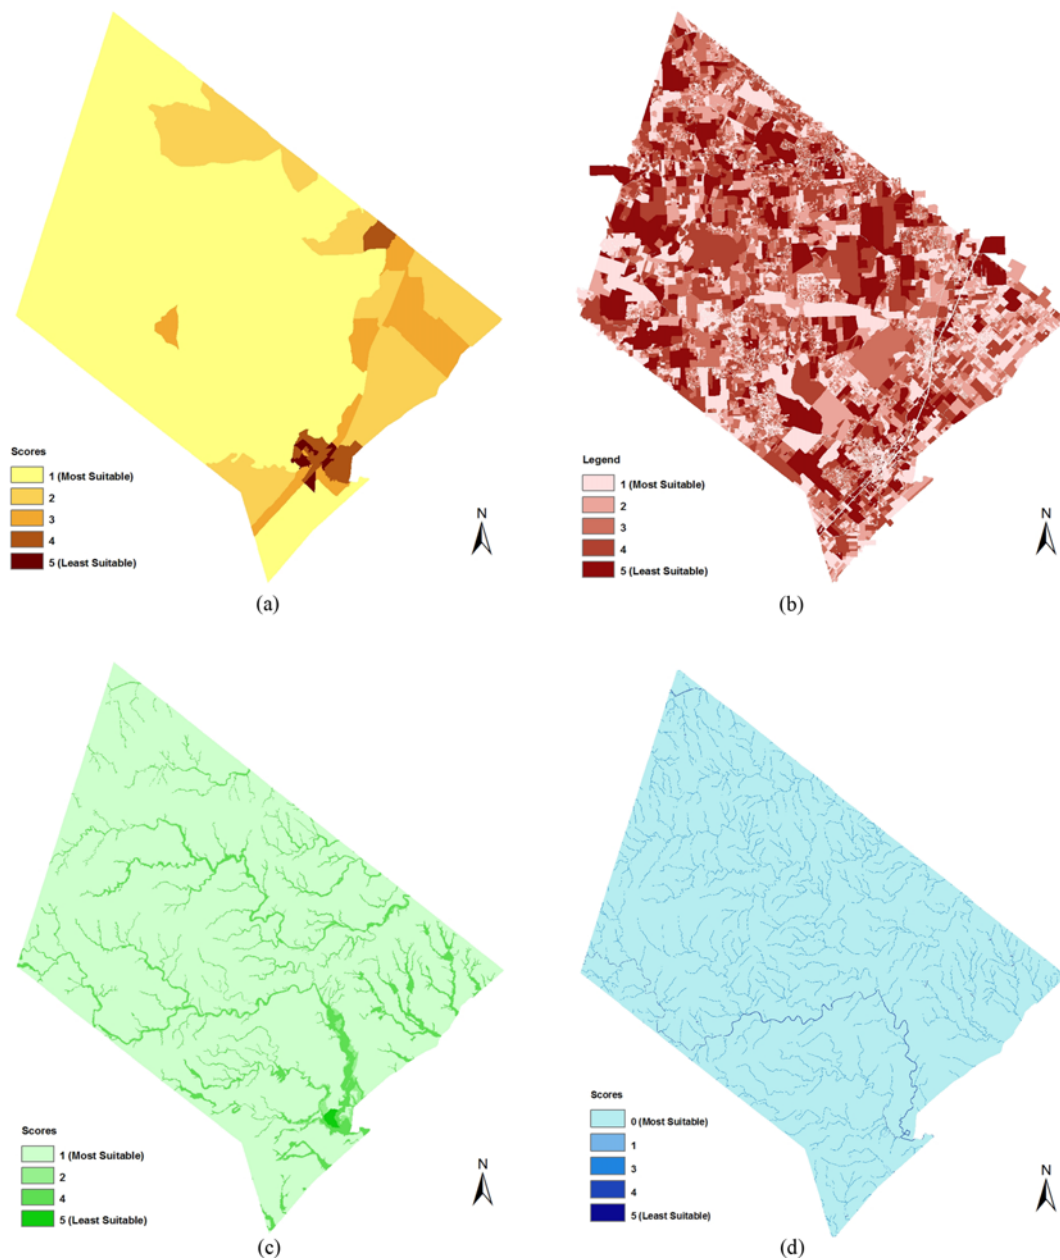 Scores
1 (Most Suitable)
2
3
4
5 (Least Suitable)
N
(a)
Legend
1 (Most Suitable)
2
3
4
5 (Least Suitable)
N
(b)
Scores
1 (Most Suitable)
2
4
5 (Least Suitable)
N
(c)
Scores
0 (Most Suitable)
1
3
4
5 (Least Suitable)
N
(d)